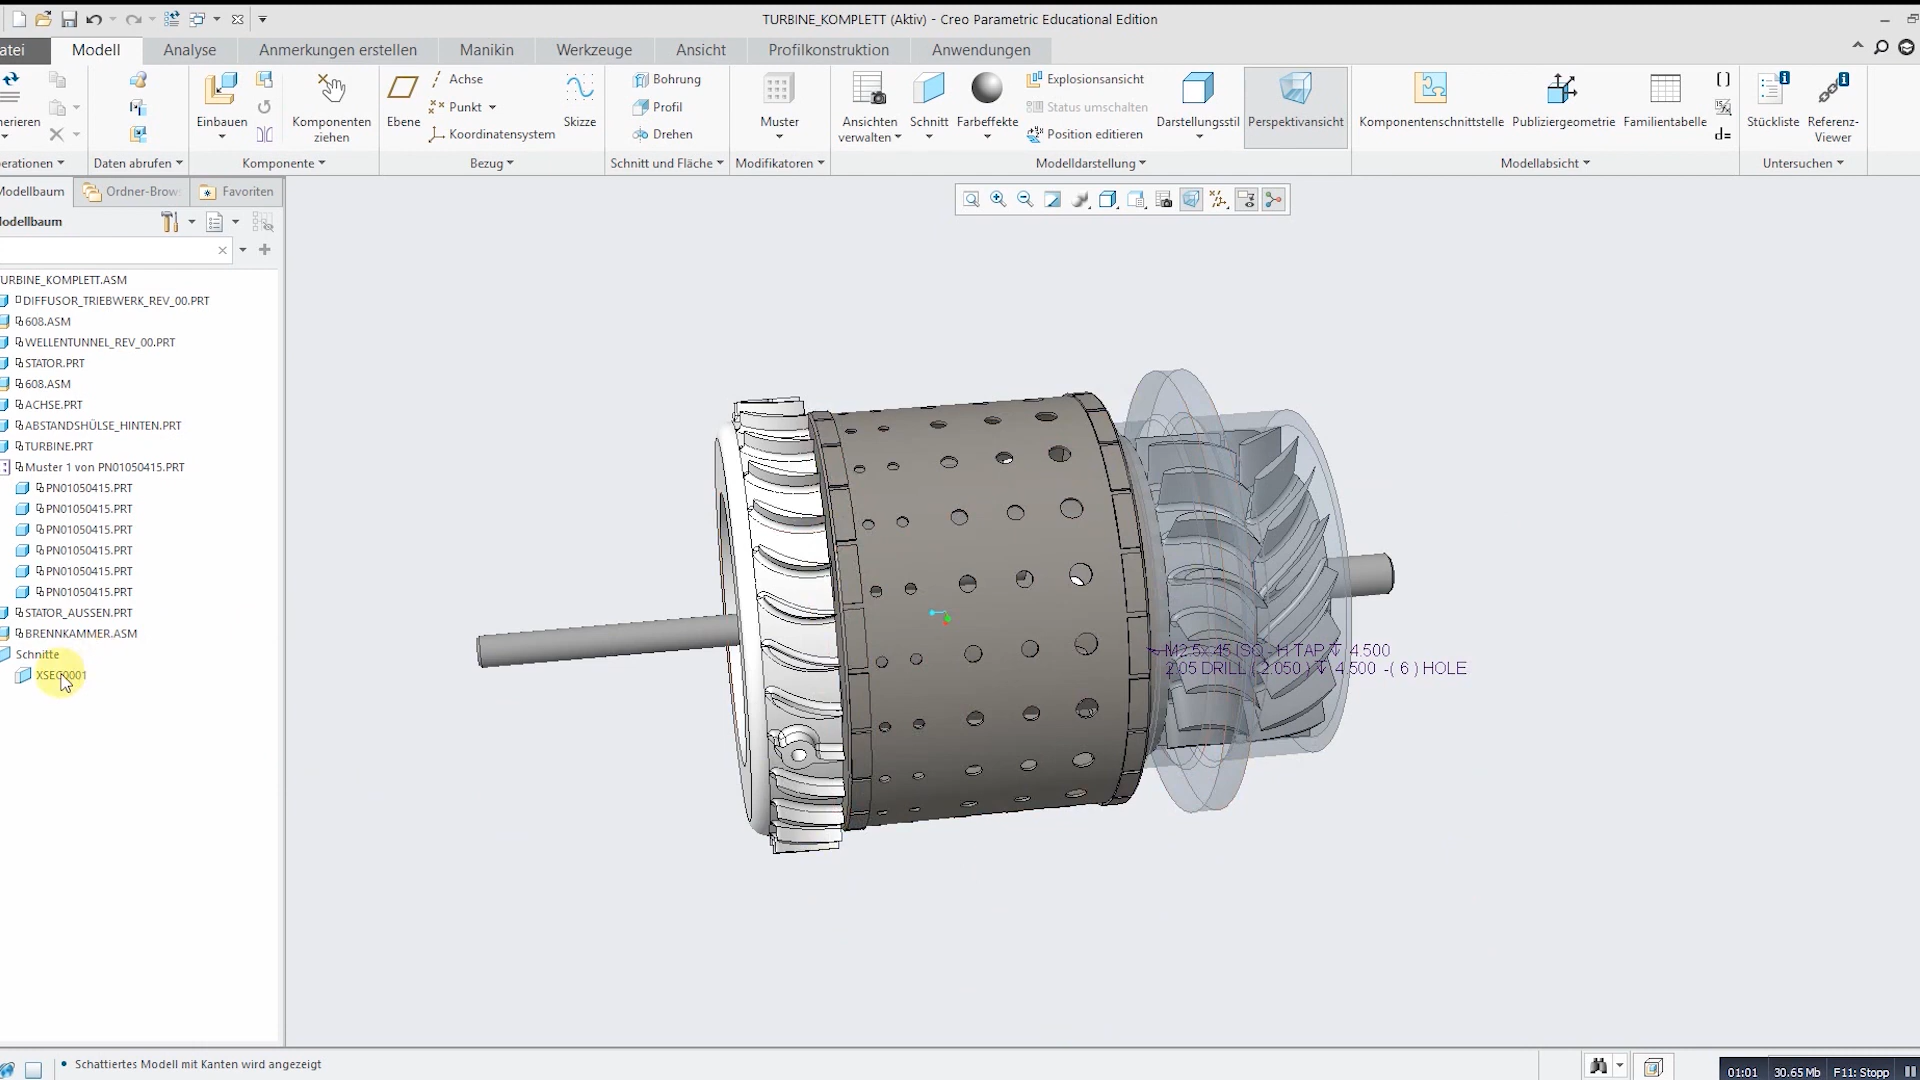 TURBINE_KOMPLETT (Aktiv) - Creo Parametric Educational Edition
atei Modell Analyse Anmerkungen erstellen Manikin Werkzeuge Ansicht Profilkonstruktion Anwendungen
erieren
erationen
Daten abrufen
Einbauen
Komponenten ziehen
Komponente
Ebene
Achse
Punkt
Koordinatensystem
Skizze
Bezug
Bohrung
Profil
Drehen
Schnitt und Fläche
Muster
Modifikatoren
Ansichten verwalten
Schnitt
Farbeffekte
Explosionsansicht
Status umschalten
Position editieren
Darstellungsstil
Perspektivansicht
Modelldarstellung
Komponentenschnittstelle
Publiziergeometrie
Familientabelle
Modellabsicht
Stückliste
Referenz-Viewer
Untersuchen
Modellbaum Ordner-Brow Favoriten
odellbaum
URBINE_KOMPLETT.ASM
DIFFUSOR_TRIEBWERK_REV_00.PRT
608.ASM
WELLENTUNNEL_REV_00.PRT
STATOR.PRT
608.ASM
ACHSE.PRT
ABSTANDSHÜLSE_HINTEN.PRT
TURBINE.PRT
Muster 1 von PN01050415.PRT
PN01050415.PRT
PN01050415.PRT
PN01050415.PRT
PN01050415.PRT
PN01050415.PRT
PN01050415.PRT
STATOR_AUSSEN.PRT
BRENNKAMMER.ASM
Schnitte
XSEC0001
M2.5x.45 ISO - H TAP ↧ 4.500
2.05 DRILL ( 2.050 ) ↧ 4.500 -( 6 ) HOLE
• Schattiertes Modell mit Kanten wird angezeigt
01:01 30.65 Mb F11: Stopp